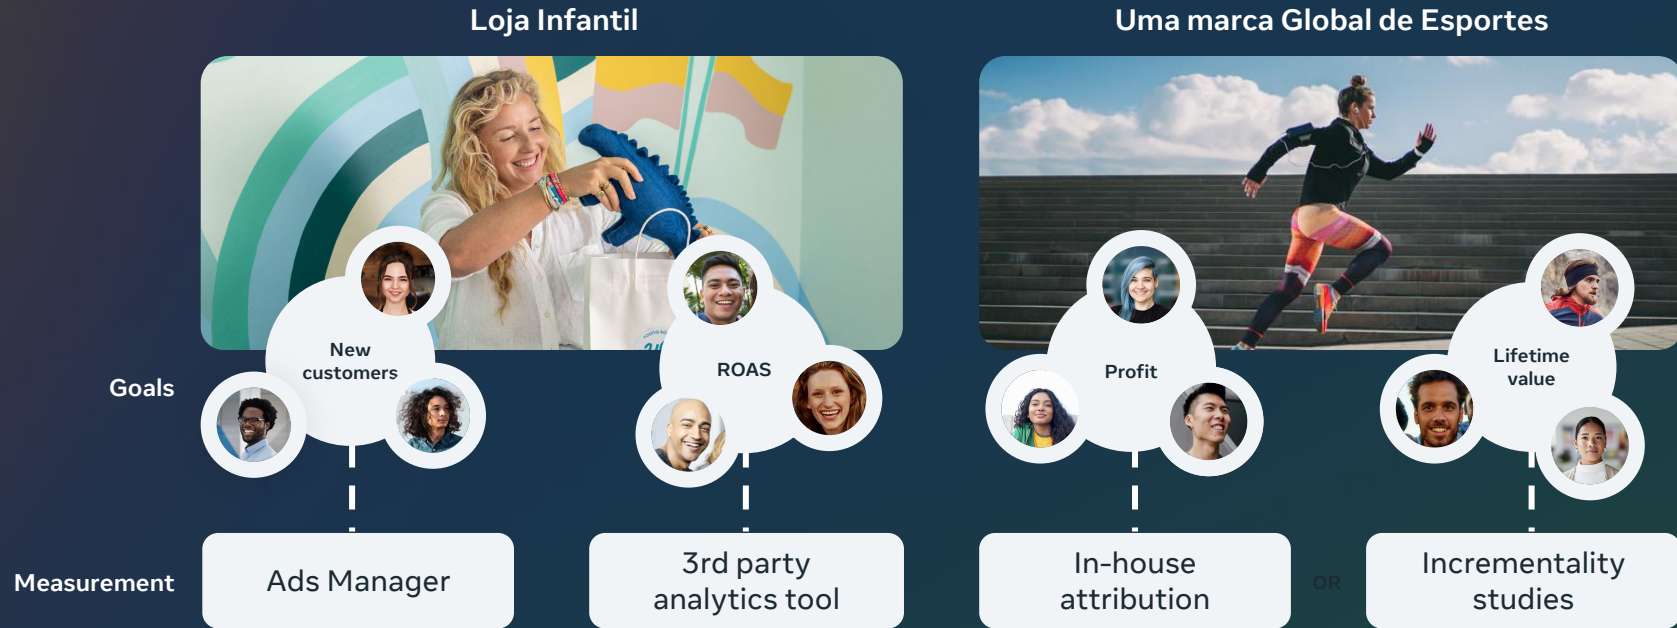 Loja Infantil
Uma marca Global de Esportes
Goals
New
customers
ROAS
Profit
Lifetime
value
Measurement
Ads Manager
3rd party
analytics tool
In-house
attribution
OR
Incrementality
studies